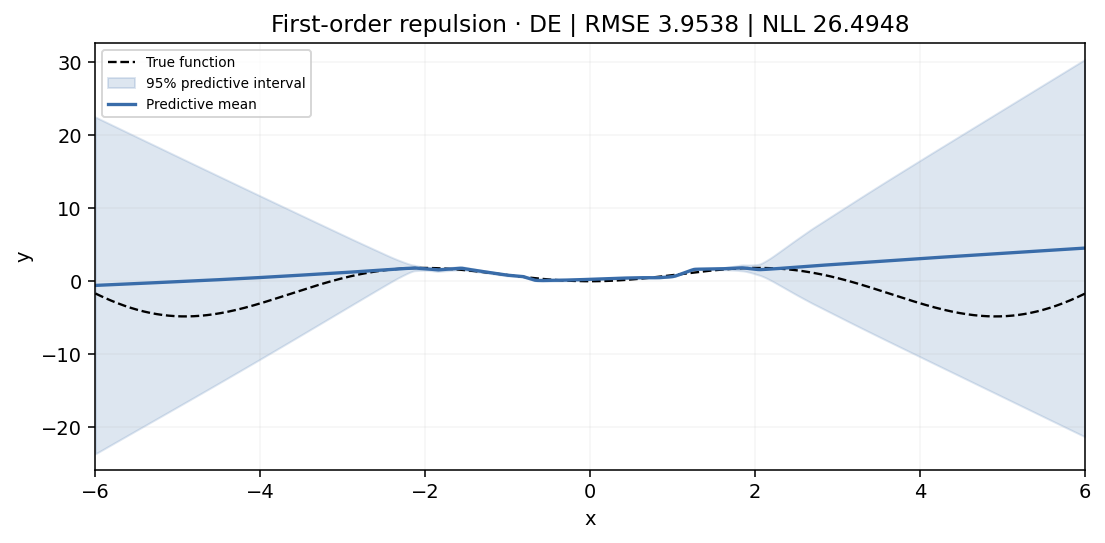 First-order repulsion · DE | RMSE 3.9538 | NLL 26.4948
True function
95% predictive interval
Predictive mean
30
20
10
0
−10
−20
y
−6
−4
−2
0
2
4
6
x